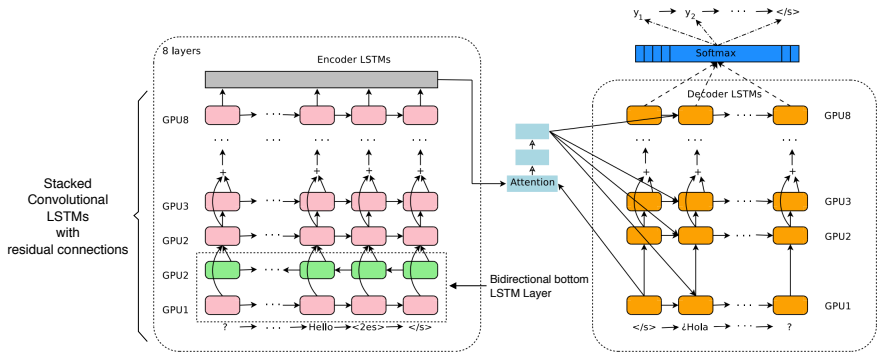 y1 y2 ... </s>
Softmax
8 layers
Encoder LSTMs
Decoder LSTMs
GPU8 ...
GPU8 ...
... ... ... ...
... ... ...
+ + + +
+ + +
Stacked
Convolutional
LSTMs
with
residual connections
Attention
GPU3 ...
GPU3 ...
GPU2 ...
GPU2 ...
GPU2 ...
Bidirectional bottom
LSTM Layer
GPU1 ...
GPU1 ...
? ... Hello <2es> </s>
</s> ¿Hola ... ?